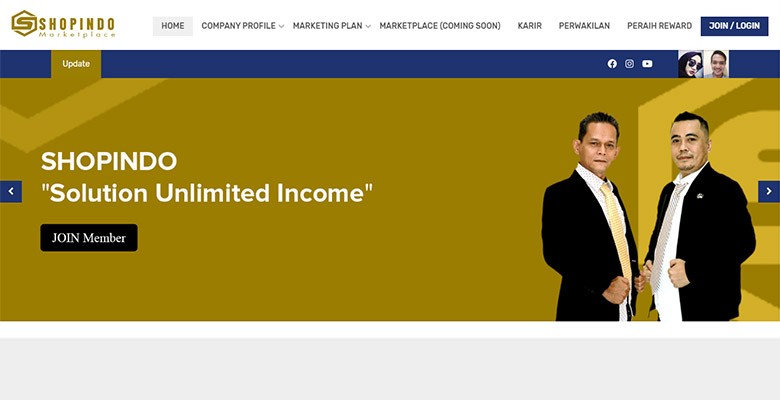 SHOPINDO
Marketplace
HOME
COMPANY PROFILE
MARKETING PLAN
MARKETPLACE (COMING SOON)
KARIR
PERWAKILAN
PERAIH REWARD
JOIN / LOGIN
Update
SHOPINDO
"Solution Unlimited Income"
JOIN Member